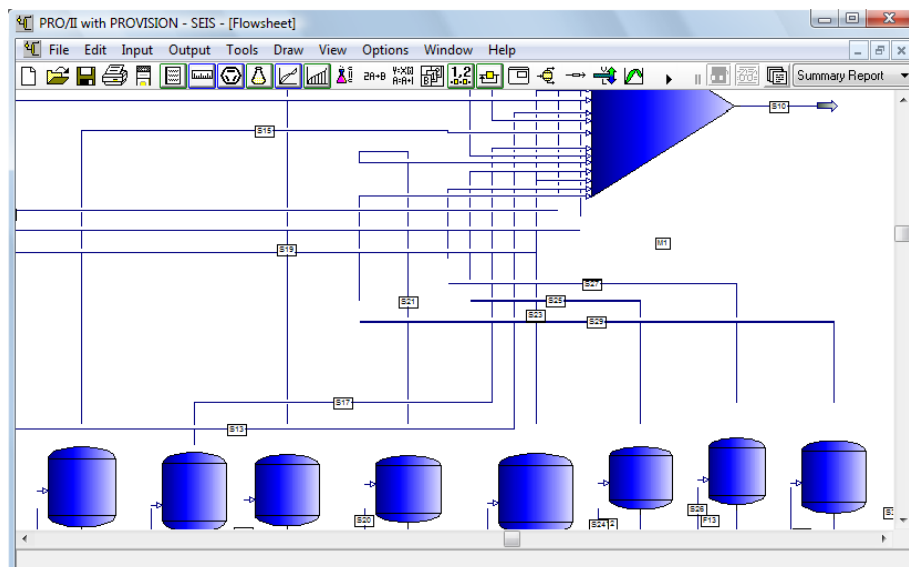 PRO/II with PROVISION - SEIS - [Flowsheet]
File Edit Input Output Tools Draw View Options Window Help
Summary Report
S10
S15
M1
S19
S27
S21
S25
S23
S29
S17
S13
S20
S24
S26
F13